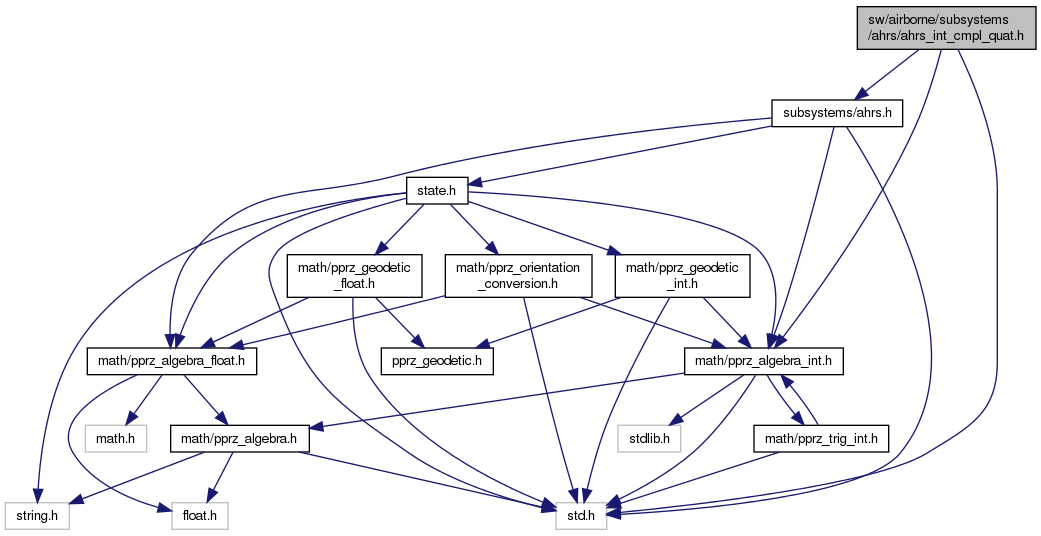 sw/airborne/subsystems
/ahrs/ahrs_int_cmpl_quat.h
subsystems/ahrs.h
state.h
math/pprz_geodetic
_float.h
math/pprz_orientation
_conversion.h
math/pprz_geodetic
_int.h
math/pprz_algebra_float.h
pprz_geodetic.h
math/pprz_algebra_int.h
math.h
math/pprz_algebra.h
stdlib.h
math/pprz_trig_int.h
string.h
float.h
std.h